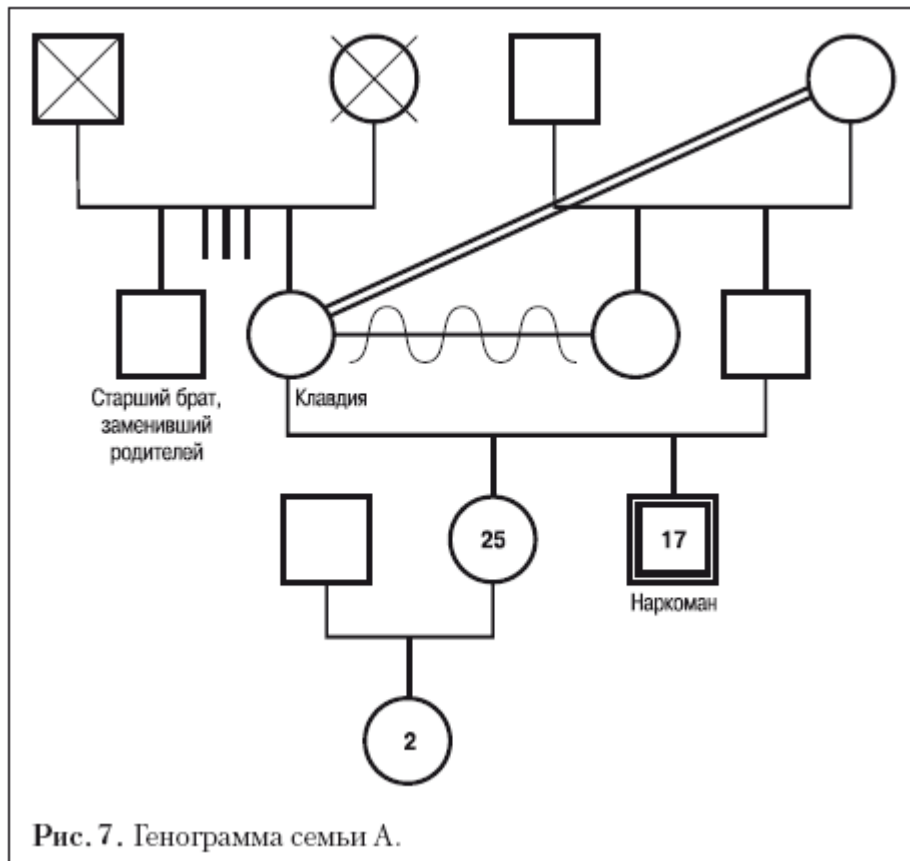 Старший брат,
заменивший
родителей
Клавдия
25
17
Наркоман
2
Рис. 7. Генограмма семьи А.